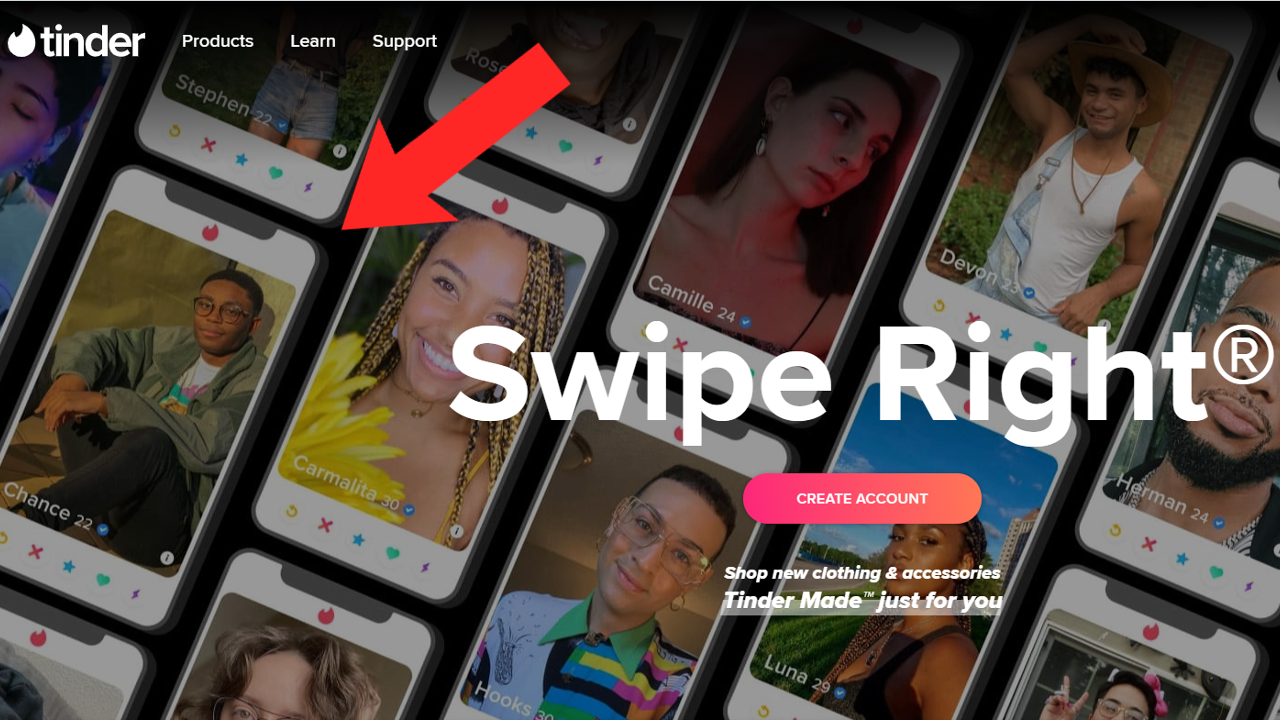 tinder Products Learn Support
Rose
Stephen 22
Camille 24
Devon 23
Swipe Right®
Carmalita 30
Chance 22
Herman 24
CREATE ACCOUNT
Shop new clothing & accessories
Tinder Made™ just for you
Luna 29
Hooks 30